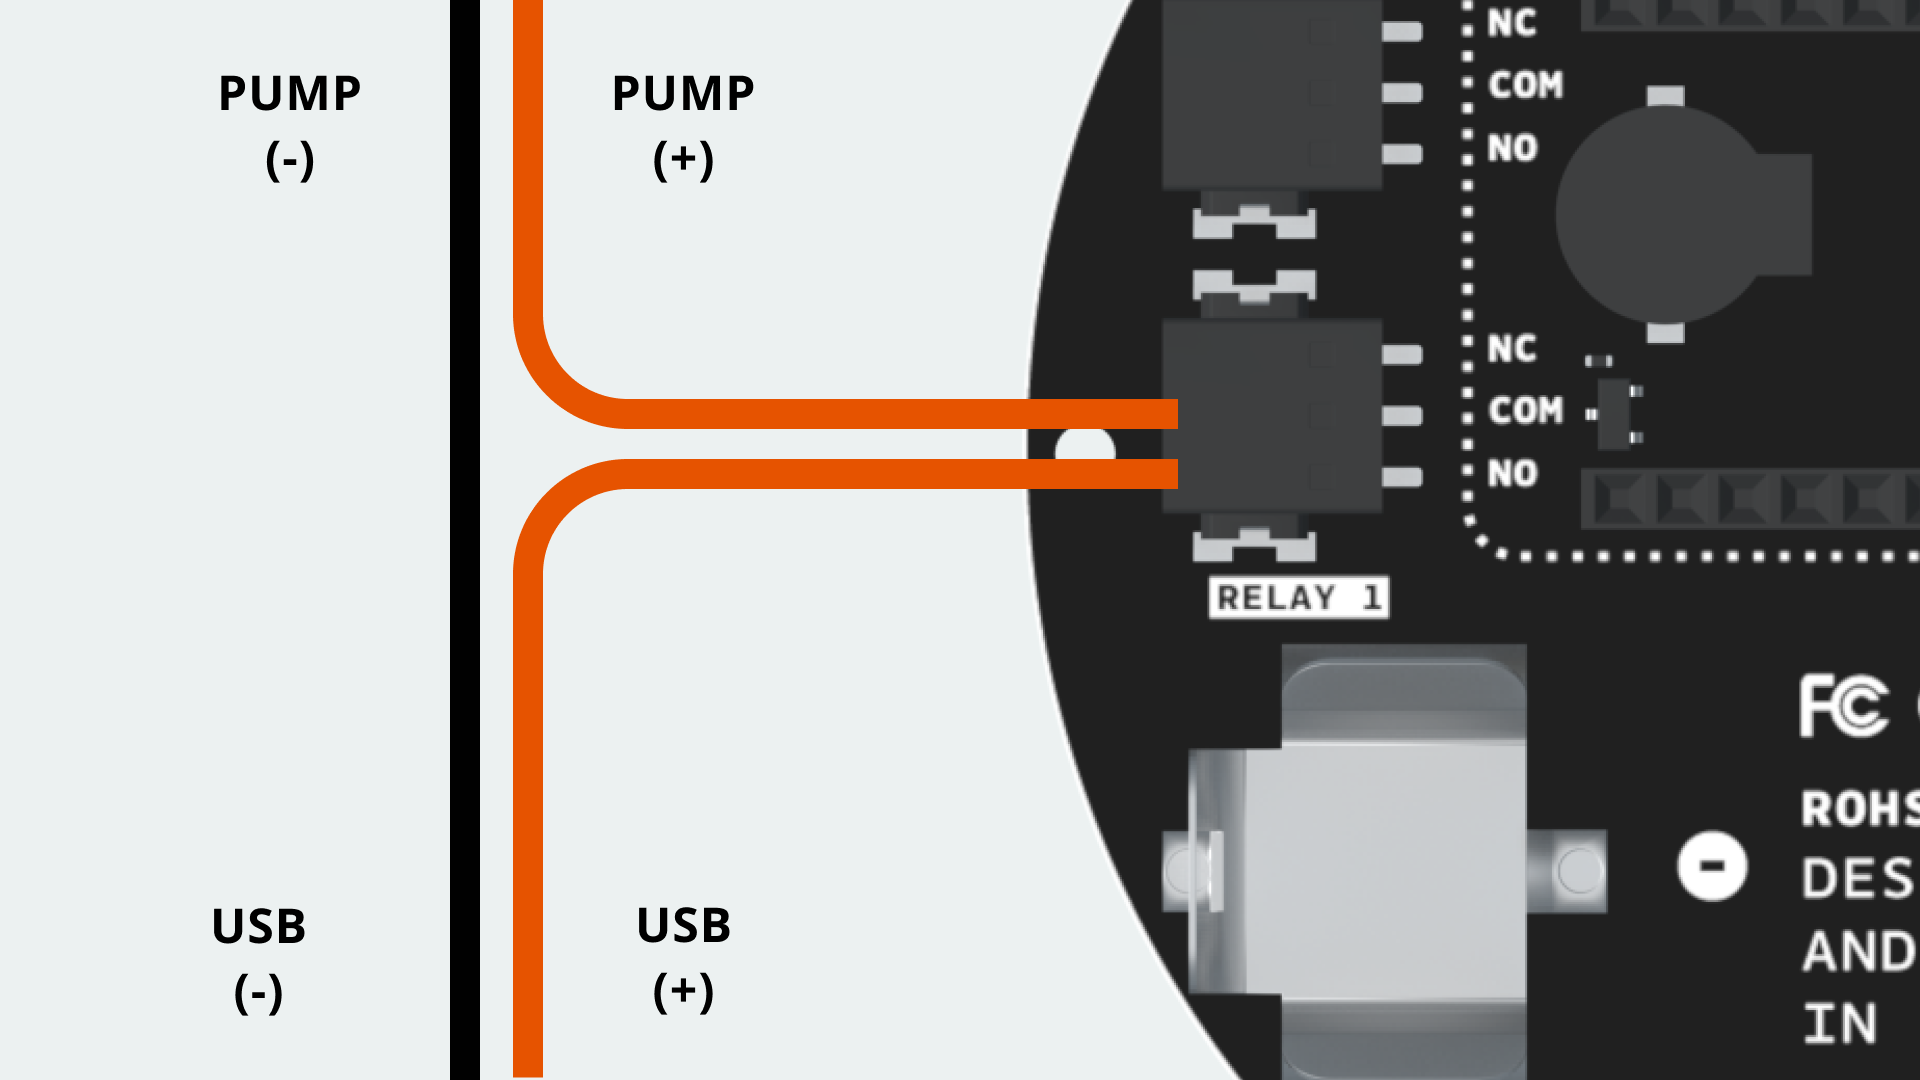 PUMP
(-)
PUMP
(+)
NC
COM
NO
NC
COM
NO
RELAY 1
USB
(-)
USB
(+)
FC
-
ROHS
DES
AND
IN